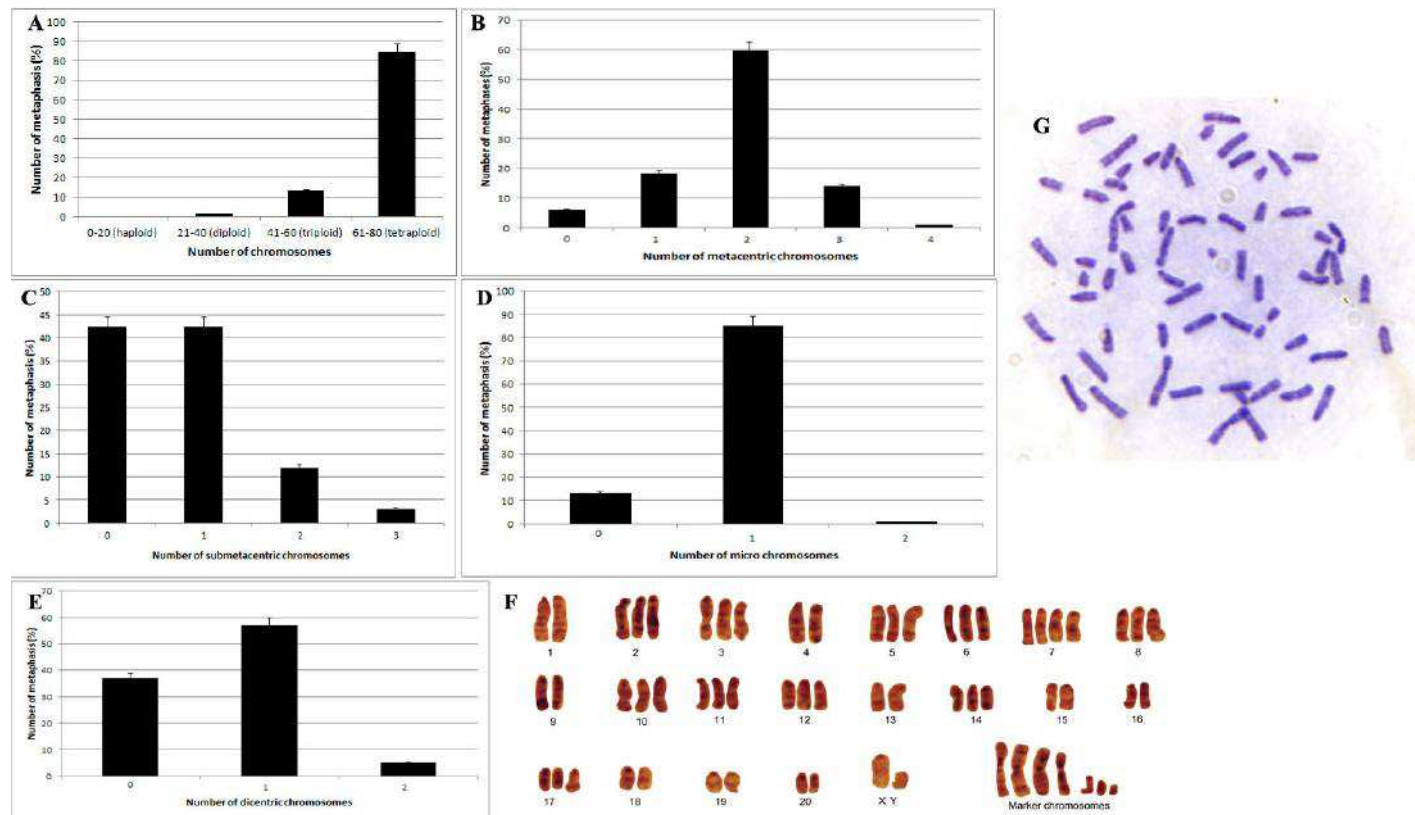 A
Number of metaphasis (%)
100
90
80
70
60
50
40
30
20
10
0
0-20 (haploid) 21-40 (diploid) 41-60 (triploid) 61-80 (tetraploid)
Number of chromosomes
B
Number of metaphases (%)
70
60
50
40
30
20
10
0
0 1 2 3 4
Number of metacentric chromosomes
C
Number of metaphasis (%)
50
45
40
35
30
25
20
15
10
5
0
0 1 2 3
Number of submetacentric chromosomes
D
Number of metaphasis (%)
100
90
80
70
60
50
40
30
20
10
0
0 1 2
Number of micro chromosomes
E
Number of metaphasis (%)
70
60
50
40
30
20
10
0
0 1 2
Number of dicentric chromosomes
F
1 2 3 4 5 6 7 8
9 10 11 12 13 14 15 16
17 18 19 20 X Y Marker chromosomes
G